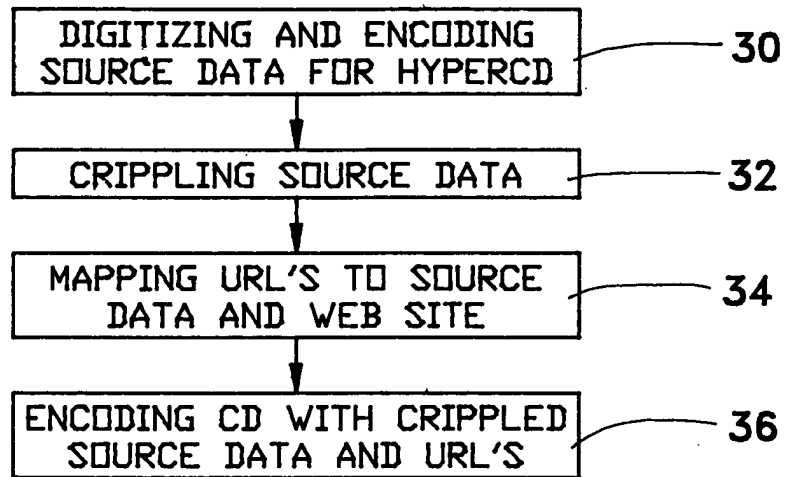 DIGITIZING AND ENCODING
SOURCE DATA FOR HYPERCD
30
CRIPPLING SOURCE DATA
32
MAPPING URL'S TO SOURCE
DATA AND WEB SITE
34
ENCODING CD WITH CRIPPLED
SOURCE DATA AND URL'S
36